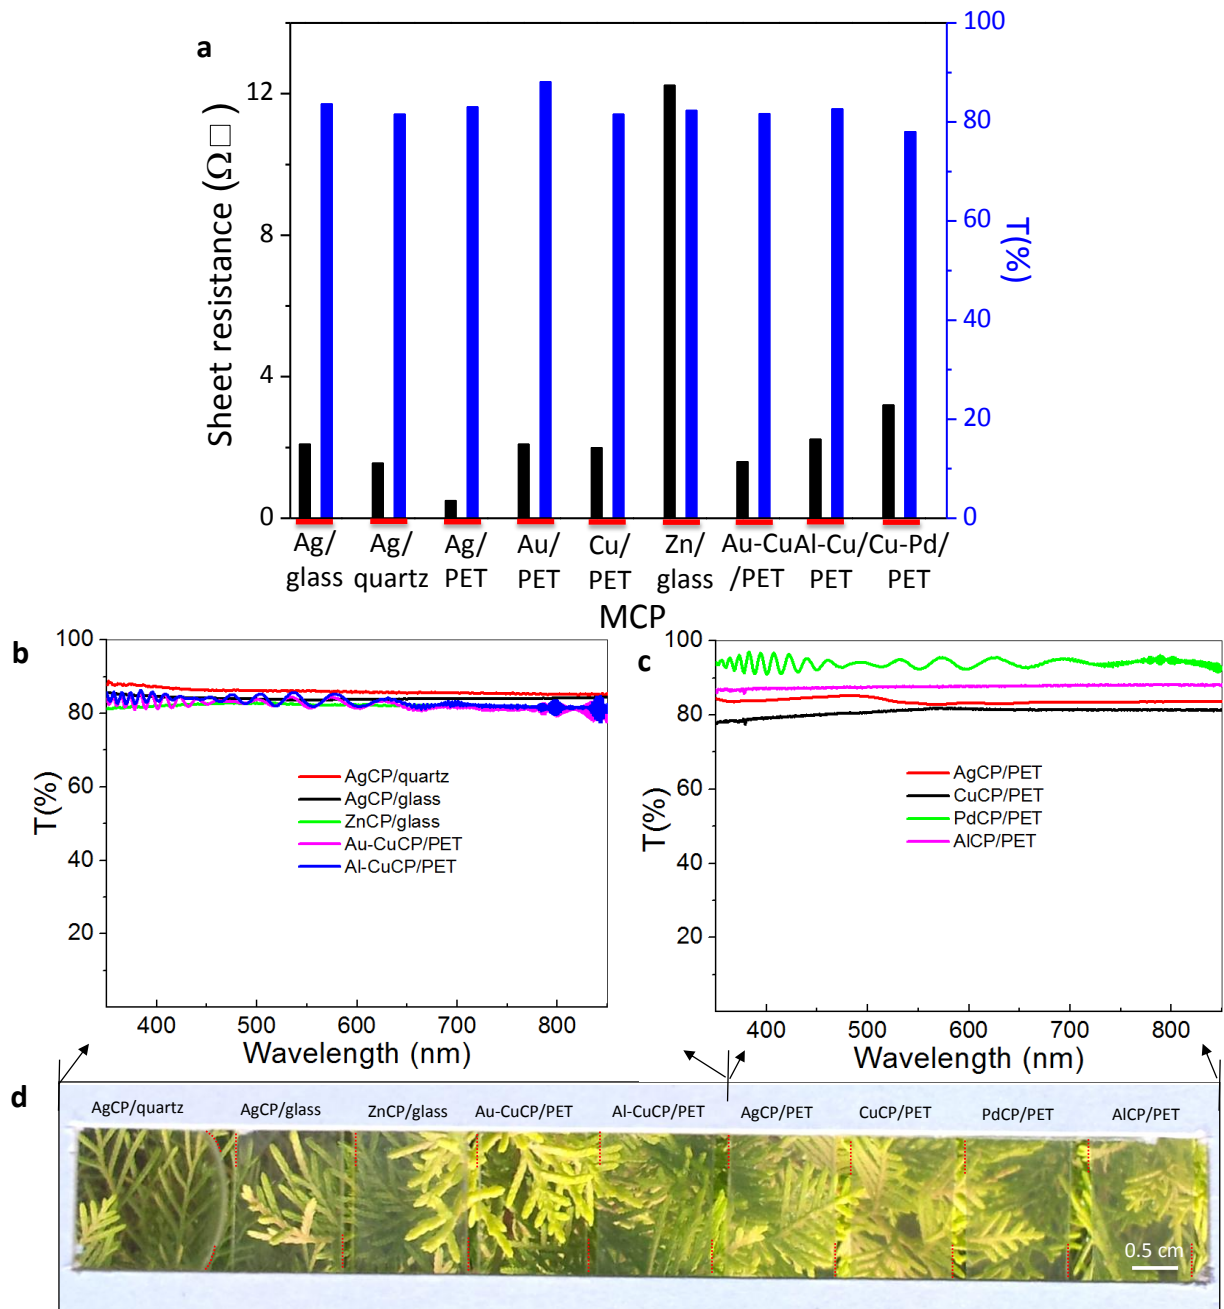 a
Sheet resistance (Ω□)
12
8
4
0
100
80
60
40
20
0
T(%)
Ag/ Ag/ Ag/ Au/ Cu/ Zn/ Au-Cu Al-Cu/ Cu-Pd/
glass quartz PET PET PET glass /PET PET PET
MCP
b
100
80
60
40
20
T(%)
AgCP/quartz
AgCP/glass
ZnCP/glass
Au-CuCP/PET
Al-CuCP/PET
400 500 600 700 800
Wavelength (nm)
c
100
80
60
40
20
T(%)
AgCP/PET
CuCP/PET
PdCP/PET
AlCP/PET
400 500 600 700 800
Wavelength (nm)
d
AgCP/quartz AgCP/glass ZnCP/glass Au-CuCP/PET Al-CuCP/PET AgCP/PET CuCP/PET PdCP/PET AlCP/PET
0.5 cm